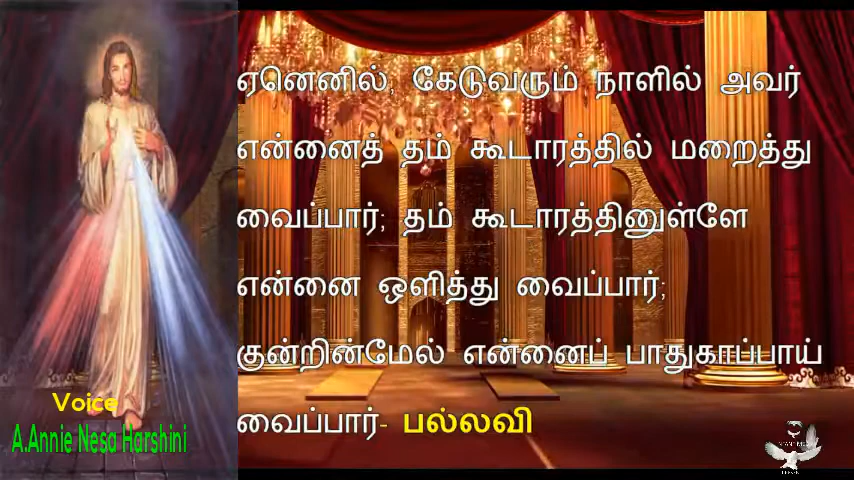 ஏனெனில், கேடுவரும் நாளில் அவர்
என்னைத் தம் கூடாரத்தில் மறைத்து
வைப்பார்; தம் கூடாரத்தினுள்ளே
என்னை ஒளித்து வைப்பார்;
குன்றின்மேல் என்னைப் பாதுகாப்பாய்
வைப்பார்- பல்லவி
Voice
A.Annie Nesa Harshini